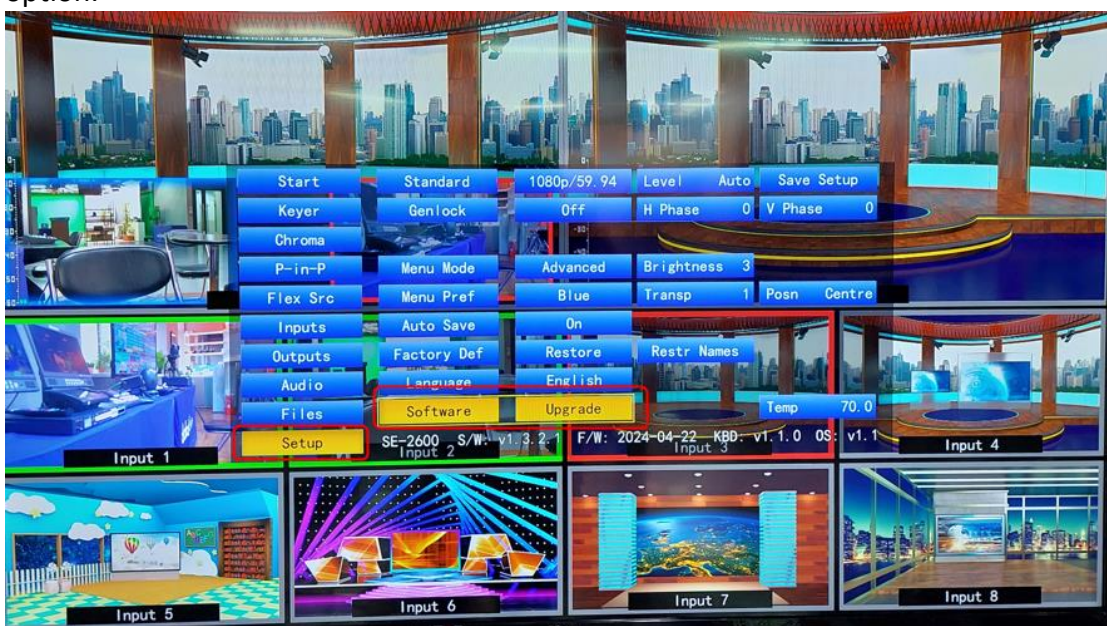 option.
Start Standard 1080p/59.94 Level Auto Save Setup
Keyer Genlock Off H Phase 0 V Phase 0
Chroma
P-in-P Menu Mode Advanced Brightness 3
Flex Src Menu Pref Blue Transp 1 Posn Centre
Inputs Auto Save On
Outputs Factory Def Restore Restr Names
Audio Language English
Files Software Upgrade Temp 70.0
Setup SE-2600 S/W: v1.3.2.1 F/W: 2024-04-22 KBD: v1.1.0 OS: v1.1
Input 1 Input 2 Input 3 Input 4
Input 5 Input 6 Input 7 Input 8